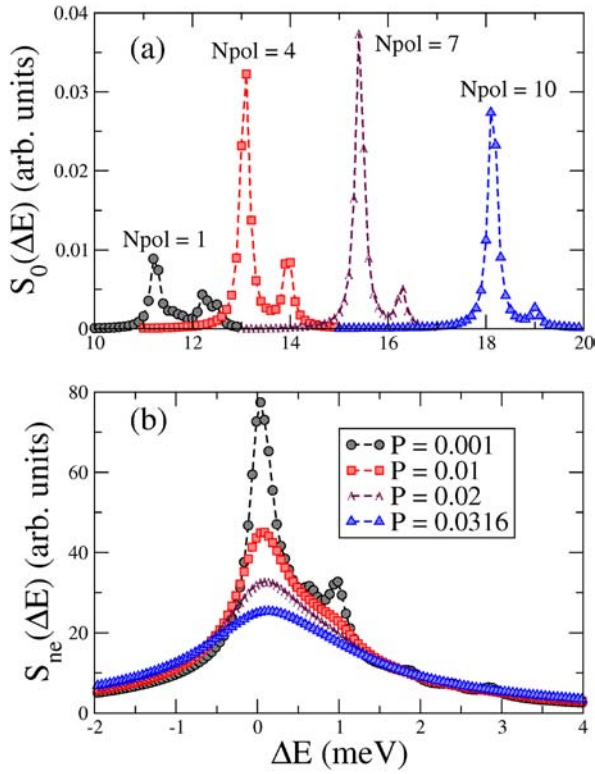 (a)
Npol = 7
Npol = 4
Npol = 10
Npol = 1
S₀(ΔE) (arb. units)
0.04
0.03
0.02
0.01
0
10 12 14 16 18 20
(b)
S_ne(ΔE) (arb. units)
80
60
40
20
0
P = 0.001
P = 0.01
P = 0.02
P = 0.0316
-2 -1 0 1 2 3 4
ΔE (meV)